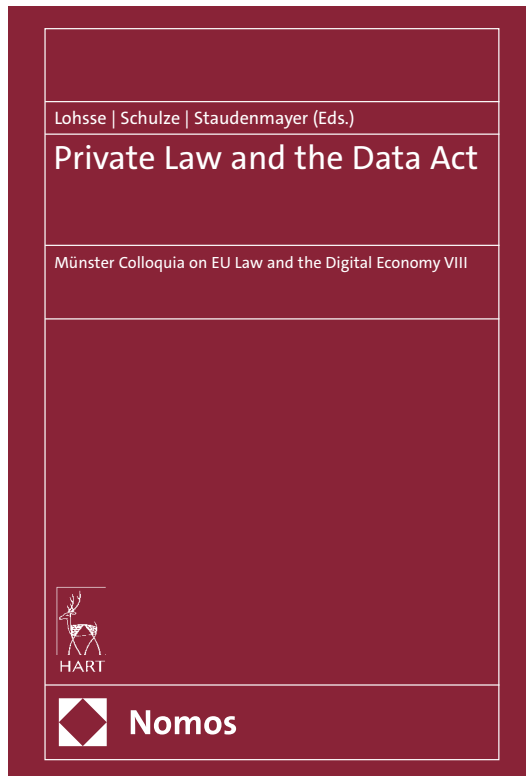 Lohsse | Schulze | Staudenmayer (Eds.)
Private Law and the Data Act
Münster Colloquia on EU Law and the Digital Economy VIII
HART
Nomos